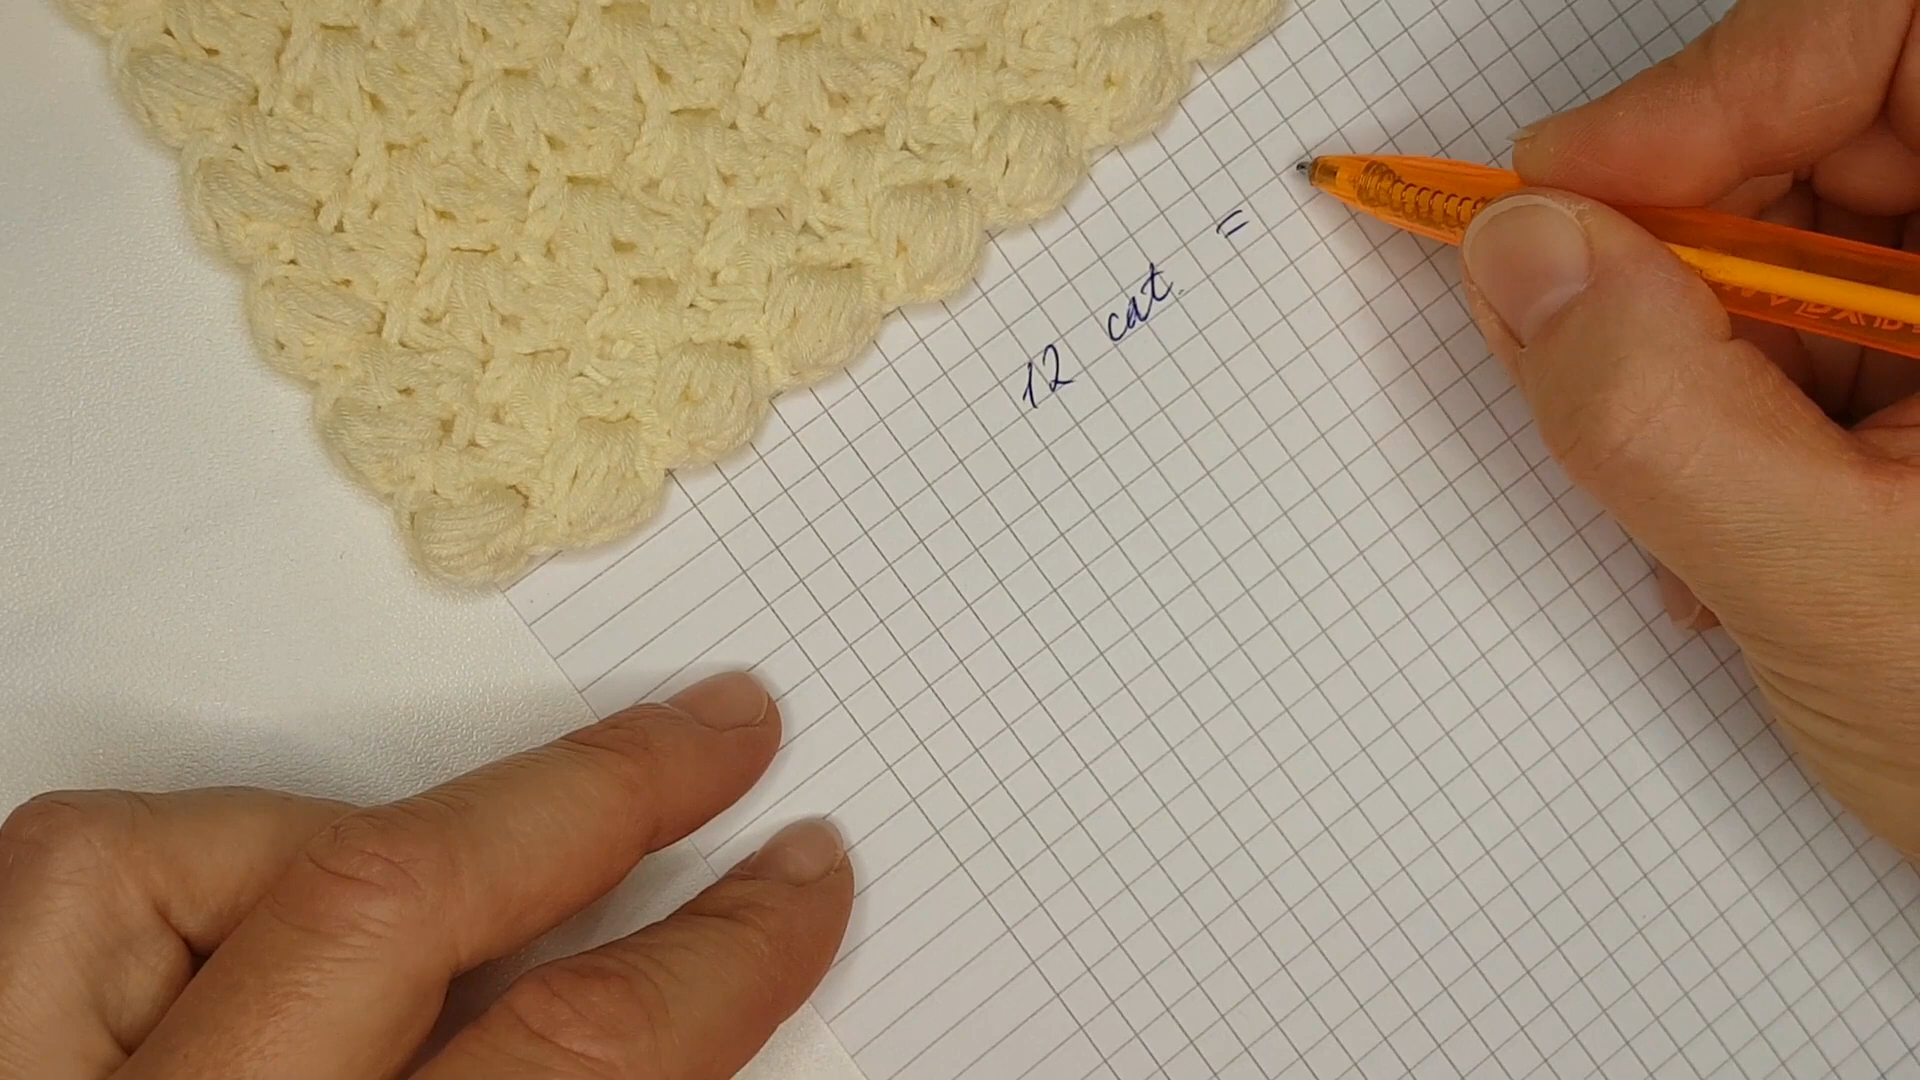 12 cat. =